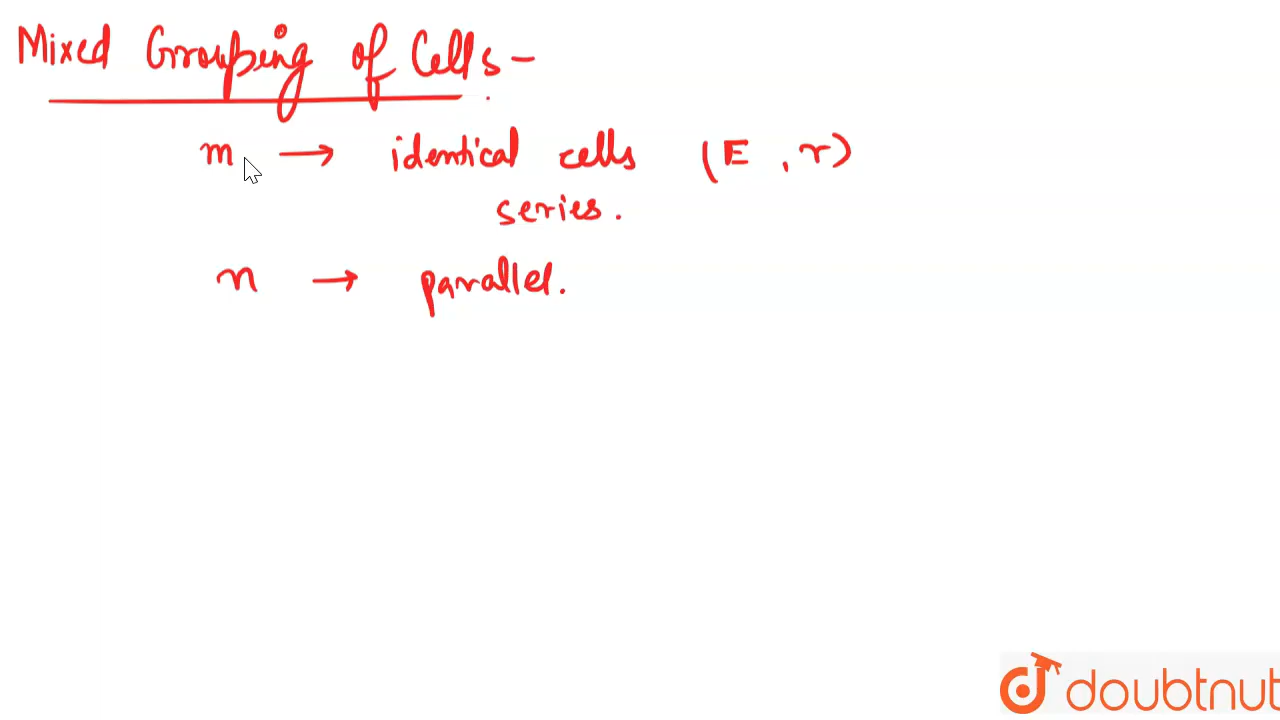 Mixed Grouping of Cells -
m → identical cells (E, r)
series.
n → parallel.
doubtnut